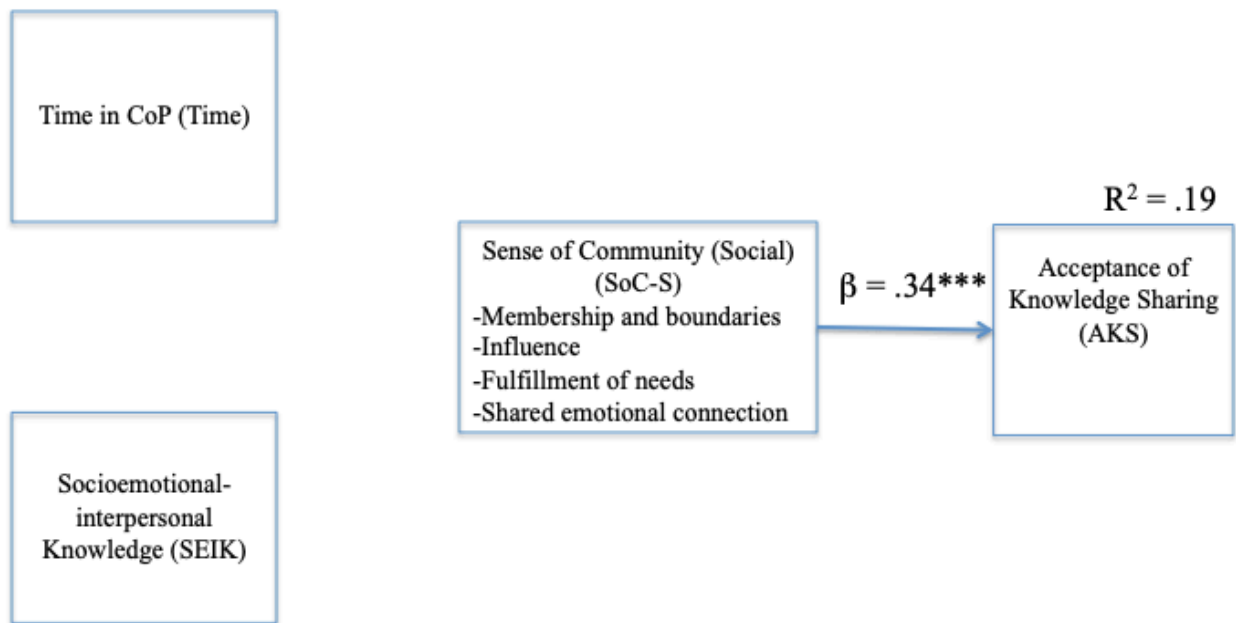 Time in CoP (Time)
Socioemotional-
interpersonal
Knowledge (SEIK)
Sense of Community (Social)
(SoC-S)
-Membership and boundaries
-Influence
-Fulfillment of needs
-Shared emotional connection
β = .34***
R² = .19
Acceptance of
Knowledge Sharing
(AKS)